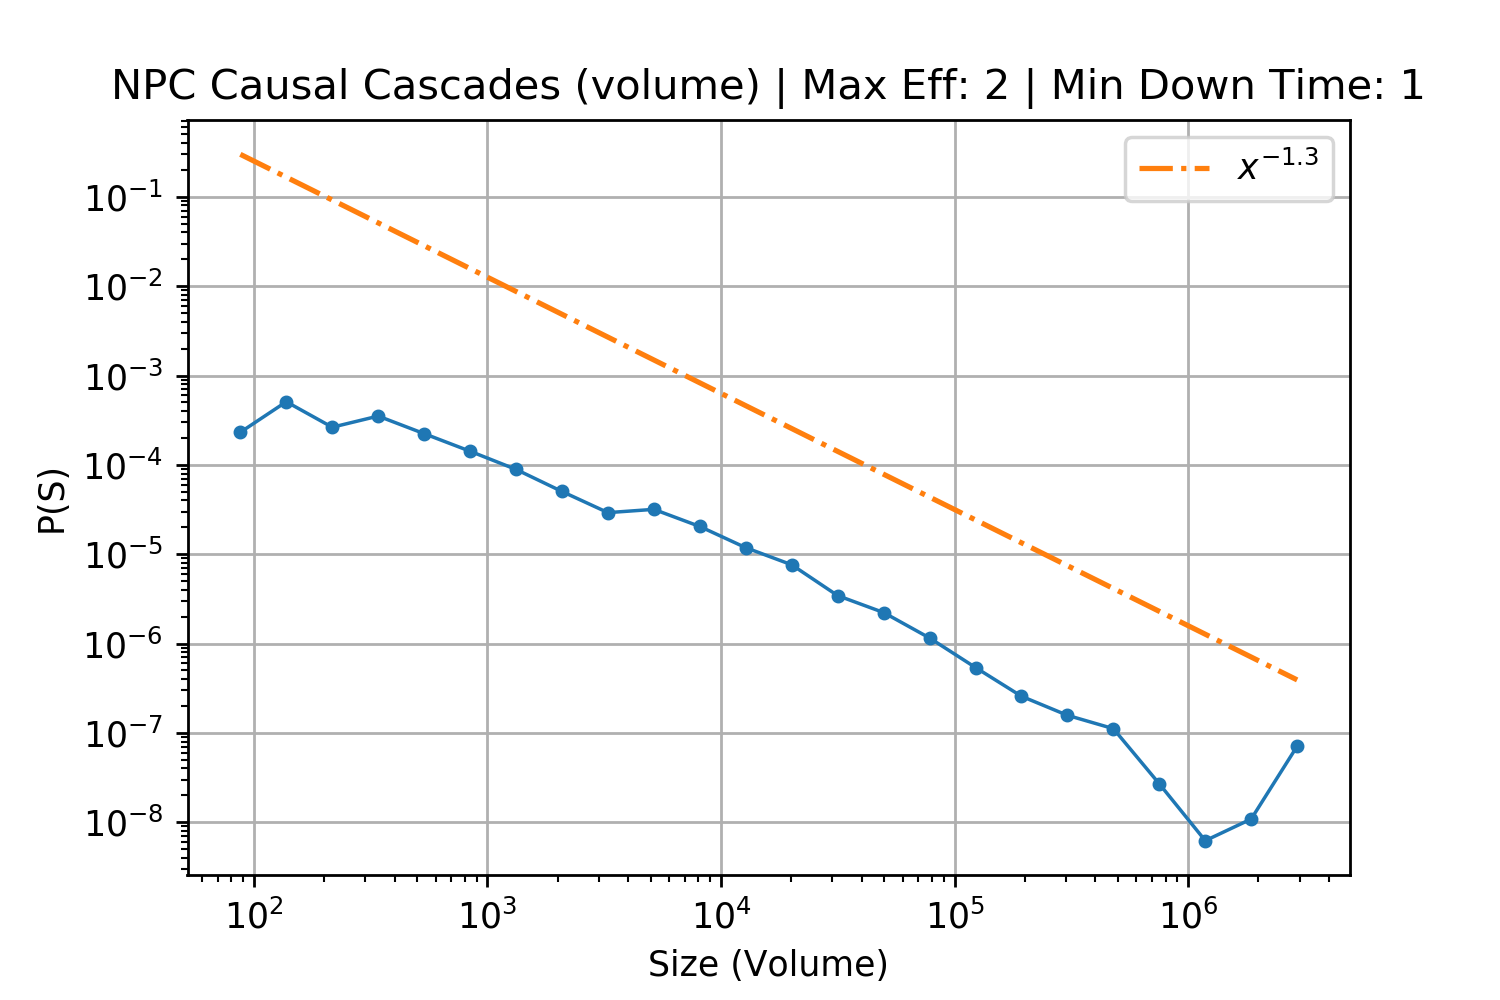 NPC Causal Cascades (volume) | Max Eff: 2 | Min Down Time: 1
x^{-1.3}
10^{-1}
10^{-2}
10^{-3}
10^{-4}
10^{-5}
10^{-6}
10^{-7}
10^{-8}
P(S)
10^2 10^3 10^4 10^5 10^6
Size (Volume)